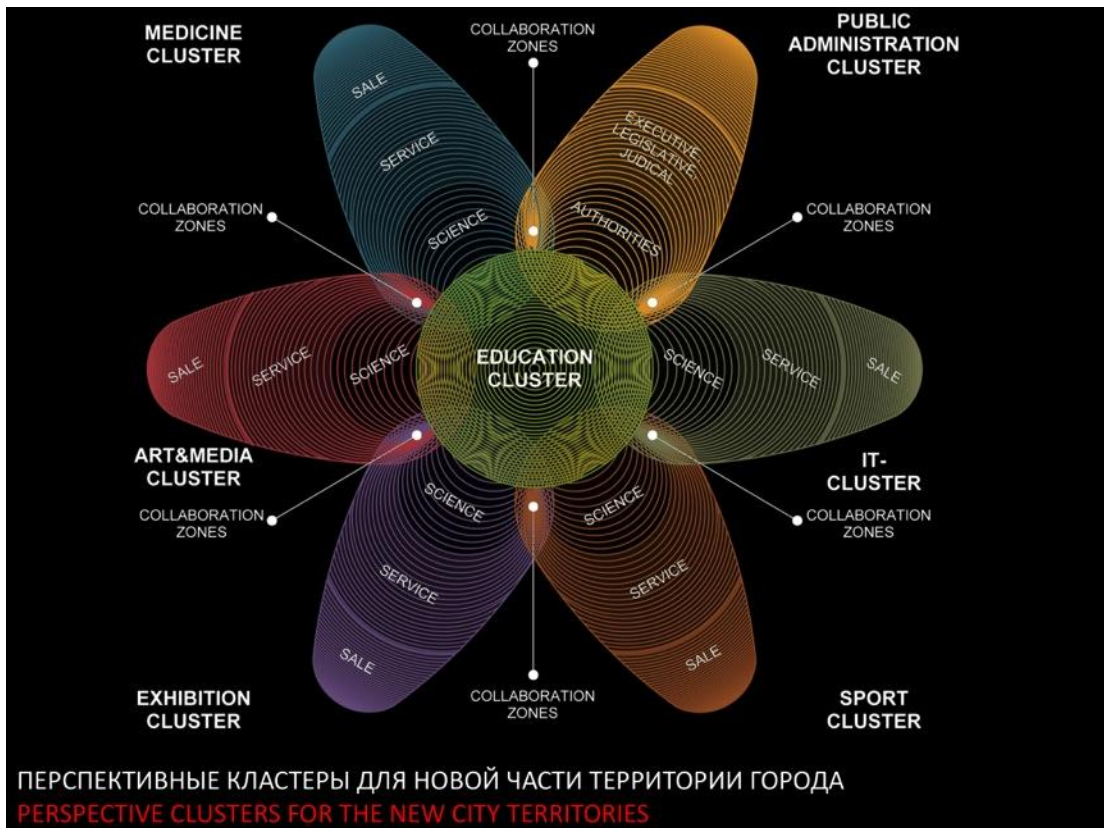 MEDICINE
CLUSTER
COLLABORATION
ZONES
PUBLIC
ADMINISTRATION
CLUSTER
SALE
SERVICE
SCIENCE
EXECUTIVE,
LEGISLATIVE,
JUDICAL
AUTHORITIES
COLLABORATION
ZONES
COLLABORATION
ZONES
SALE
SERVICE
SCIENCE
EDUCATION
CLUSTER
SCIENCE
SERVICE
SALE
ART&MEDIA
CLUSTER
IT-
CLUSTER
COLLABORATION
ZONES
COLLABORATION
ZONES
SCIENCE
SERVICE
SALE
SCIENCE
SERVICE
SALE
EXHIBITION
CLUSTER
COLLABORATION
ZONES
SPORT
CLUSTER
ПЕРСПЕКТИВНЫЕ КЛАСТЕРЫ ДЛЯ НОВОЙ ЧАСТИ ТЕРРИТОРИИ ГОРОДА
PERSPECTIVE CLUSTERS FOR THE NEW CITY TERRITORIES